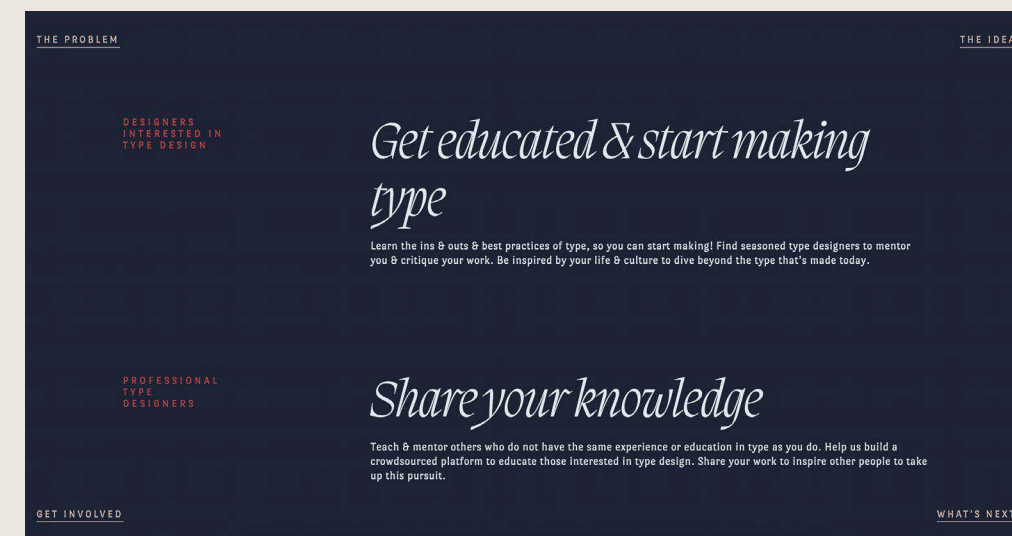 THE PROBLEM
THE IDEA
DESIGNERS
INTERESTED IN
TYPE DESIGN
Get educated & start making
type
Learn the ins & outs & best practices of type, so you can start making! Find seasoned type designers to mentor
you & critique your work. Be inspired by your life & culture to dive beyond the type that's made today.
PROFESSIONAL
TYPE
DESIGNERS
Share your knowledge
Teach & mentor others who do not have the same experience or education in type as you do. Help us build a
crowdsourced platform to educate those interested in type design. Share your work to inspire other people to take
up this pursuit.
GET INVOLVED
WHAT'S NEXT